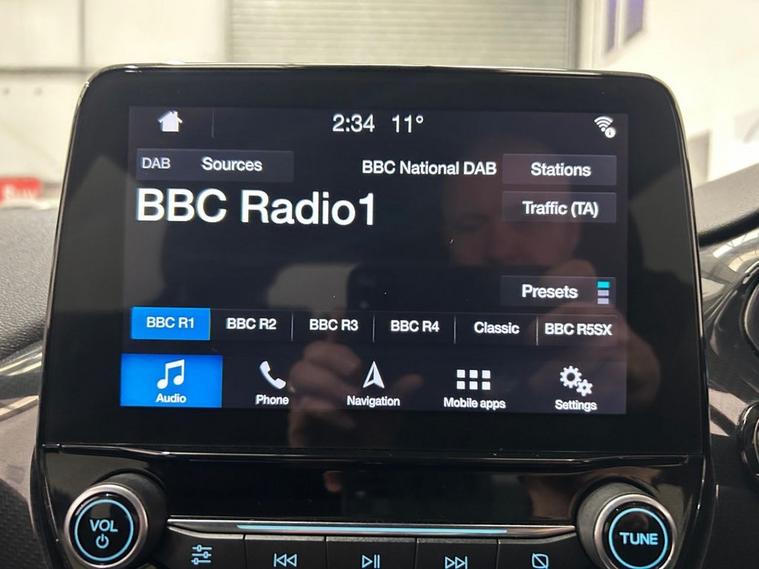 2:34 11°
DAB Sources BBC National DAB Stations
BBC Radio1
Traffic (TA)
Presets
BBC R1 BBC R2 BBC R3 BBC R4 Classic BBC R5SX
Audio Phone Navigation Mobile apps Settings
VOL TUNE